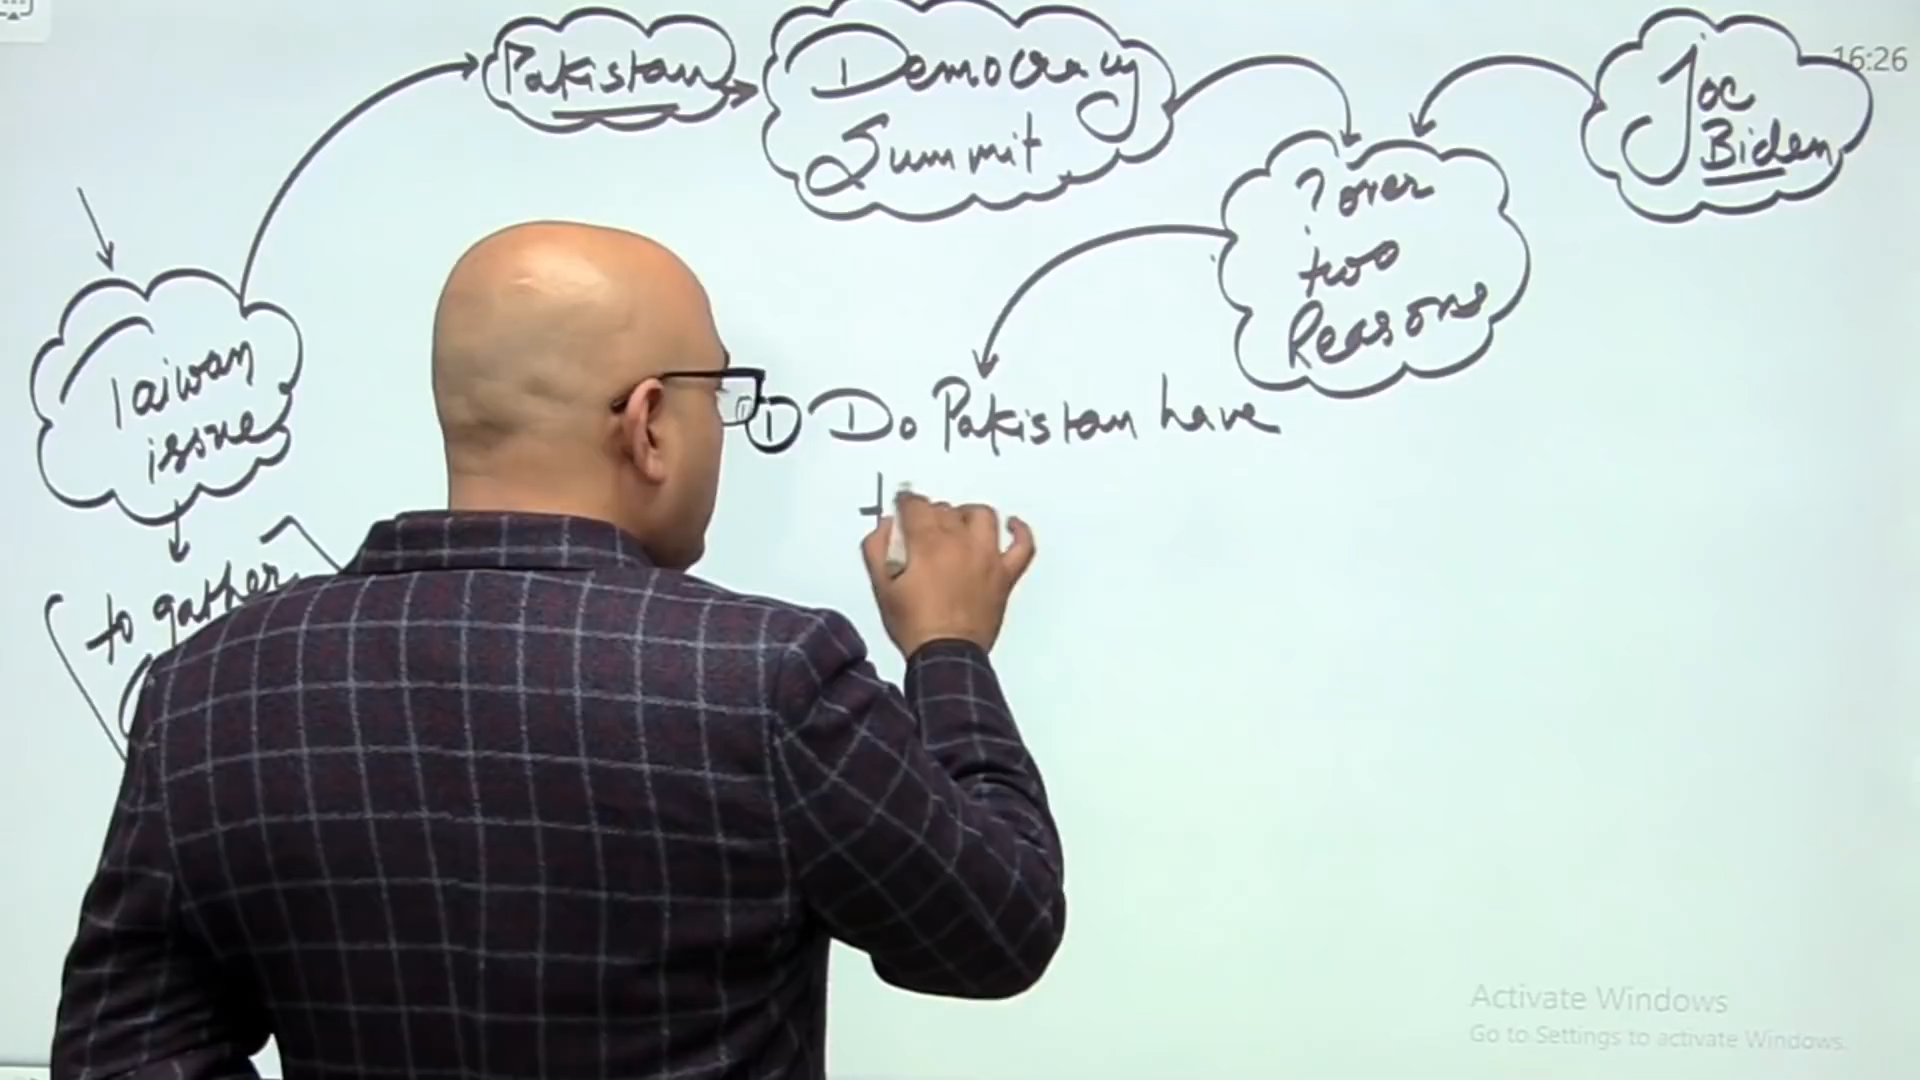 16:26
Pakistan
Democracy
Summit
Joe
Biden
? over
two
Reasons
Taiwan
issue
to gather
1 Do Pakistan have
Activate Windows
Go to Settings to activate Windows.